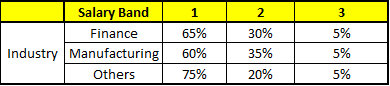 Salary Band 1 2 3
Finance 65% 30% 5%
Industry Manufacturing 60% 35% 5%
Others 75% 20% 5%